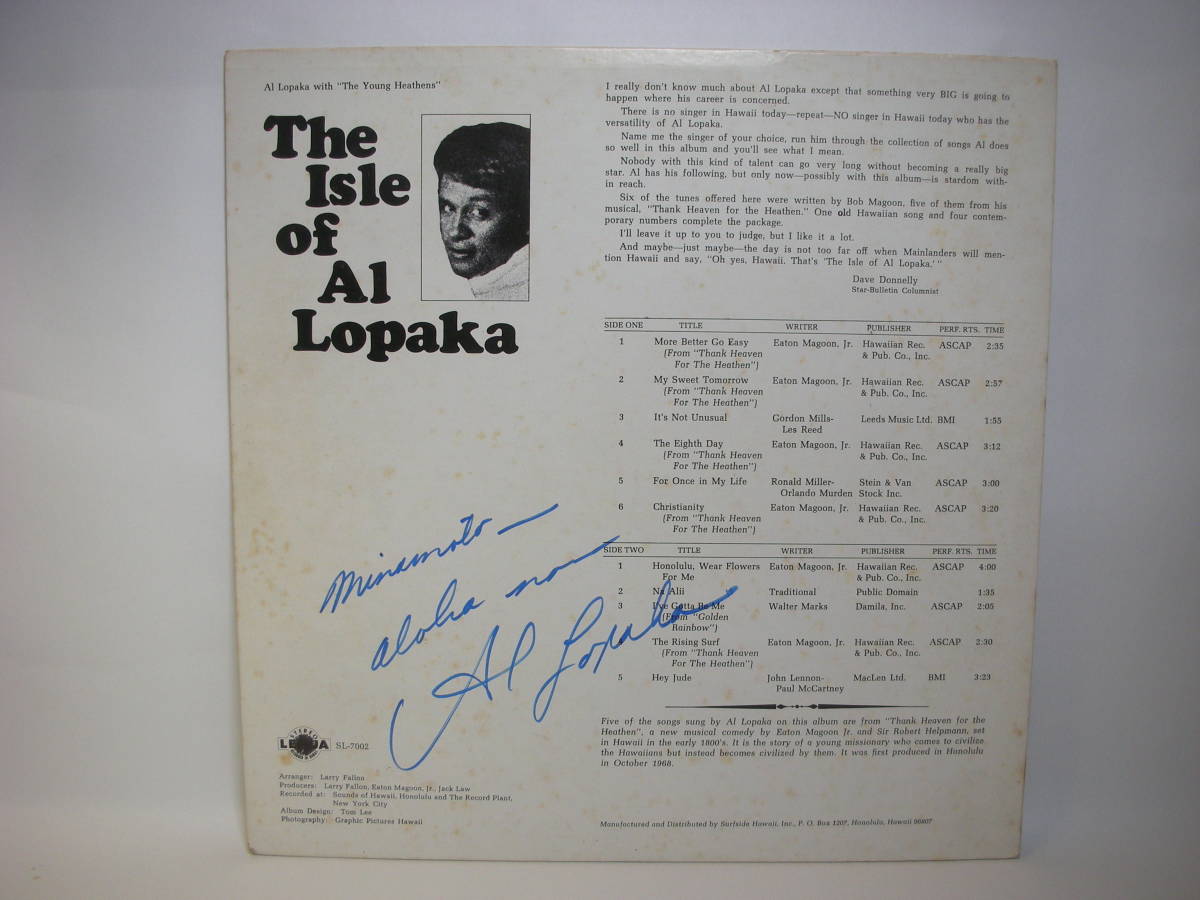 Al Lopaka with "The Young Heathens"
The
Isle
of
Al
Lopaka
I really don't know much about Al Lopaka except that something very BIG is going to
happen where his career is concerned.
There is no singer in Hawaii today—repeat—NO singer in Hawaii today who has the
versatility of Al Lopaka.
Name me the singer of your choice, run him through the collection of songs Al does
so well in this album and you'll see what I mean.
Nobody with this kind of talent can go very long without becoming a really big
star. Al has his following, but only now—possibly with this album—is stardom with-
in reach.
Six of the tunes offered here were written by Bob Magoon, five of them from his
musical, "Thank Heaven for the Heathen." One old Hawaiian song and four contem-
porary numbers complete the package.
I'll leave it up to you to judge, but I like it a lot.
And maybe—just maybe—the day is not too far off when Mainlanders will men-
tion Hawaii and say, "Oh yes, Hawaii. That's 'The Isle of Al Lopaka.' "
Dave Donnelly
Star-Bulletin Columnist
SIDE ONE TITLE WRITER PUBLISHER PERF. RTS. TIME
1 More Better Go Easy Eaton Magoon, Jr. Hawaiian Rec. ASCAP 2:35
(From "Thank Heaven & Pub. Co., Inc.
For The Heathen")
2 My Sweet Tomorrow Eaton Magoon, Jr. Hawaiian Rec. ASCAP 2:57
(From "Thank Heaven & Pub. Co., Inc.
For The Heathen")
3 It's Not Unusual Gordon Mills- Leeds Music Ltd. BMI 1:55
Les Reed
4 The Eighth Day Eaton Magoon, Jr. Hawaiian Rec. ASCAP 3:12
(From "Thank Heaven & Pub. Co., Inc.
For The Heathen")
5 For Once in My Life Ronald Miller- Stein & Van ASCAP 3:00
Orlando Murden Stock Inc.
6 Christianity Eaton Magoon, Jr. Hawaiian Rec. ASCAP 3:20
(From "Thank Heaven & Pub. Co., Inc.
For The Heathen")
SIDE TWO TITLE WRITER PUBLISHER PERF. RTS. TIME
1 Honolulu, Wear Flowers Eaton Magoon, Jr. Hawaiian Rec. ASCAP 4:00
For Me & Pub. Co., Inc.
2 Na Alii Traditional Public Domain 1:35
3 I've Gotta Be Me Walter Marks Damila, Inc. ASCAP 2:05
(From "Golden
Rainbow")
4 The Rising Surf Eaton Magoon, Jr. Hawaiian Rec. ASCAP 2:30
(From "Thank Heaven & Pub. Co., Inc.
For The Heathen")
5 Hey Jude John Lennon- MacLen Ltd. BMI 3:23
Paul McCartney
Minamoto
aloha nou
Al Lopaka
STEREO
SL-7002
Arranger: Larry Fallon
Producers: Larry Fallon, Eaton Magoon, Jr., Jack Law
Recorded at: Sounds of Hawaii, Honolulu and The Record Plant,
New York City
Album Design: Tom Lee
Photography: Graphic Pictures Hawaii
Five of the songs sung by Al Lopaka on this album are from "Thank Heaven for the
Heathen", a new musical comedy by Eaton Magoon Jr. and Sir Robert Helpmann, set
in Hawaii in the early 1800's. It is the story of a young missionary who comes to civilize
the Hawaiians but instead becomes civilized by them. It was first produced in Honolulu
in October 1968.
Manufactured and Distributed by Surfside Hawaii, Inc., P. O. Box 1207, Honolulu, Hawaii 96807